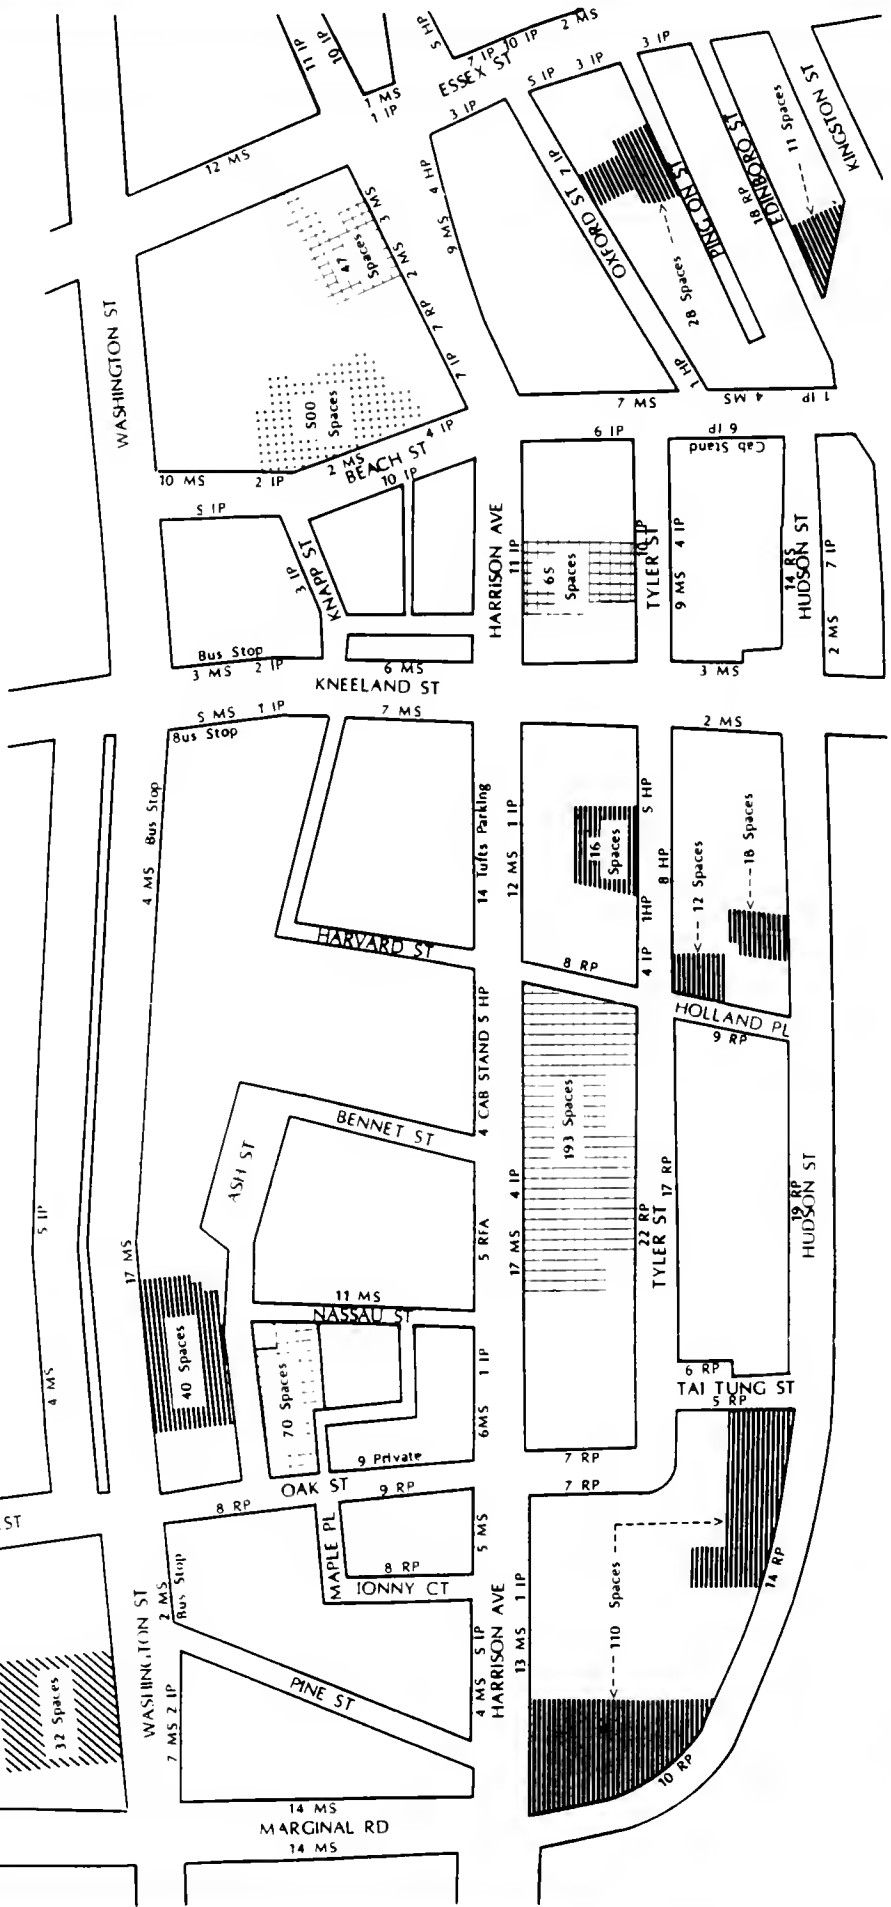 5 HP
7 IP
10 IP
2 MS
ESSEX ST
11 IP
10 IP
1 MS
1 IP
3 IP
5 IP
3 IP
3 IP
12 MS
4 HP
9 MS
3 MS
2 MS
7 RP
7 IP
47
Spaces
7 IP
OXFORD ST
28 Spaces
PING ON ST
18 RP
EDINBORO ST
11 Spaces
KINGSTON ST
WASHINGTON ST
500
Spaces
4 IP
2 MS
BEACH ST
10 IP
10 MS
2 IP
1 HP
7 MS
4 MS
1 IP
6 IP
6 IP
Cab Stand
5 IP
3 IP
KNAPP ST
HARRISON AVE
11 IP
65
Spaces
10 IP
TYLER ST
9 MS
4 IP
14 RS
HUDSON ST
7 IP
2 MS
Bus Stop
3 MS
2 IP
6 MS
3 MS
KNEELAND ST
5 MS
1 IP
Bus Stop
7 MS
2 MS
Bus Stop
4 MS
14 Tufts Parking
1 IP
12 MS
16
Spaces
5 HP
8 HP
1HP
4 IP
12 Spaces
18 Spaces
HARVARD ST
8 RP
HOLLAND PL
9 RP
4 CAB STAND 5 HP
BENNET ST
ASH ST
193 Spaces
5 IP
4 MS
17 MS
5 RFA
4 IP
17 MS
22 RP
TYLER ST
17 RP
19 RP
HUDSON ST
11 MS
NASSAU ST
40 Spaces
70 Spaces
1 IP
6MS
6 RP
TAI TUNG ST
5 RP
9 Private
7 RP
OAK ST
9 RP
7 RP
8 RP
ST
MAPLE PL
5 MS
8 RP
IONNY CT
2 MS
Bus Stop
WASHINGTON ST
5 IP
4 MS
HARRISON AVE
1 IP
13 MS
110
Spaces
14 RP
PINE ST
32 Spaces
7 MS 2 IP
10 RP
14 MS
MARGINAL RD
14 MS